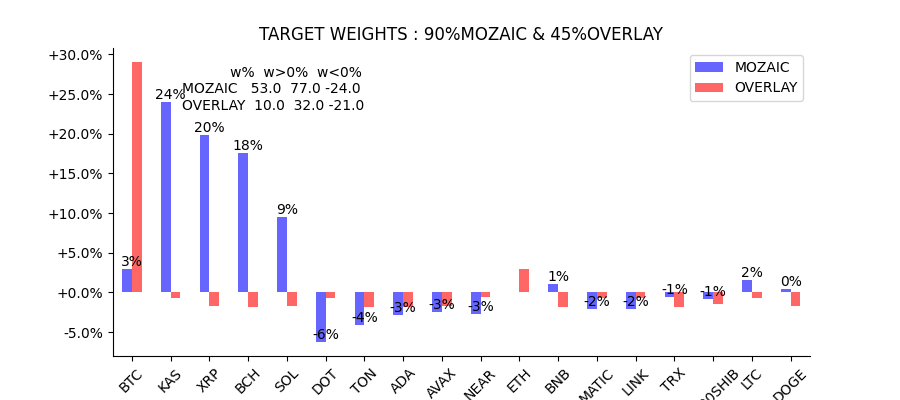 TARGET WEIGHTS : 90%MOZAIC & 45%OVERLAY
+30.0%
+25.0%
+20.0%
+15.0%
+10.0%
+5.0%
+0.0%
-5.0%
w% w>0% w<0%
MOZAIC 53.0 77.0 -24.0
OVERLAY 10.0 32.0 -21.0
MOZAIC
OVERLAY
3%
24%
20%
18%
9%
-6%
-4%
-3%
-3%
-3%
1%
-2%
-2%
-1%
-1%
2%
0%
BTC
KAS
XRP
BCH
SOL
DOT
TON
ADA
AVAX
NEAR
ETH
BNB
MATIC
LINK
TRX
0SHIB
LTC
DOGE